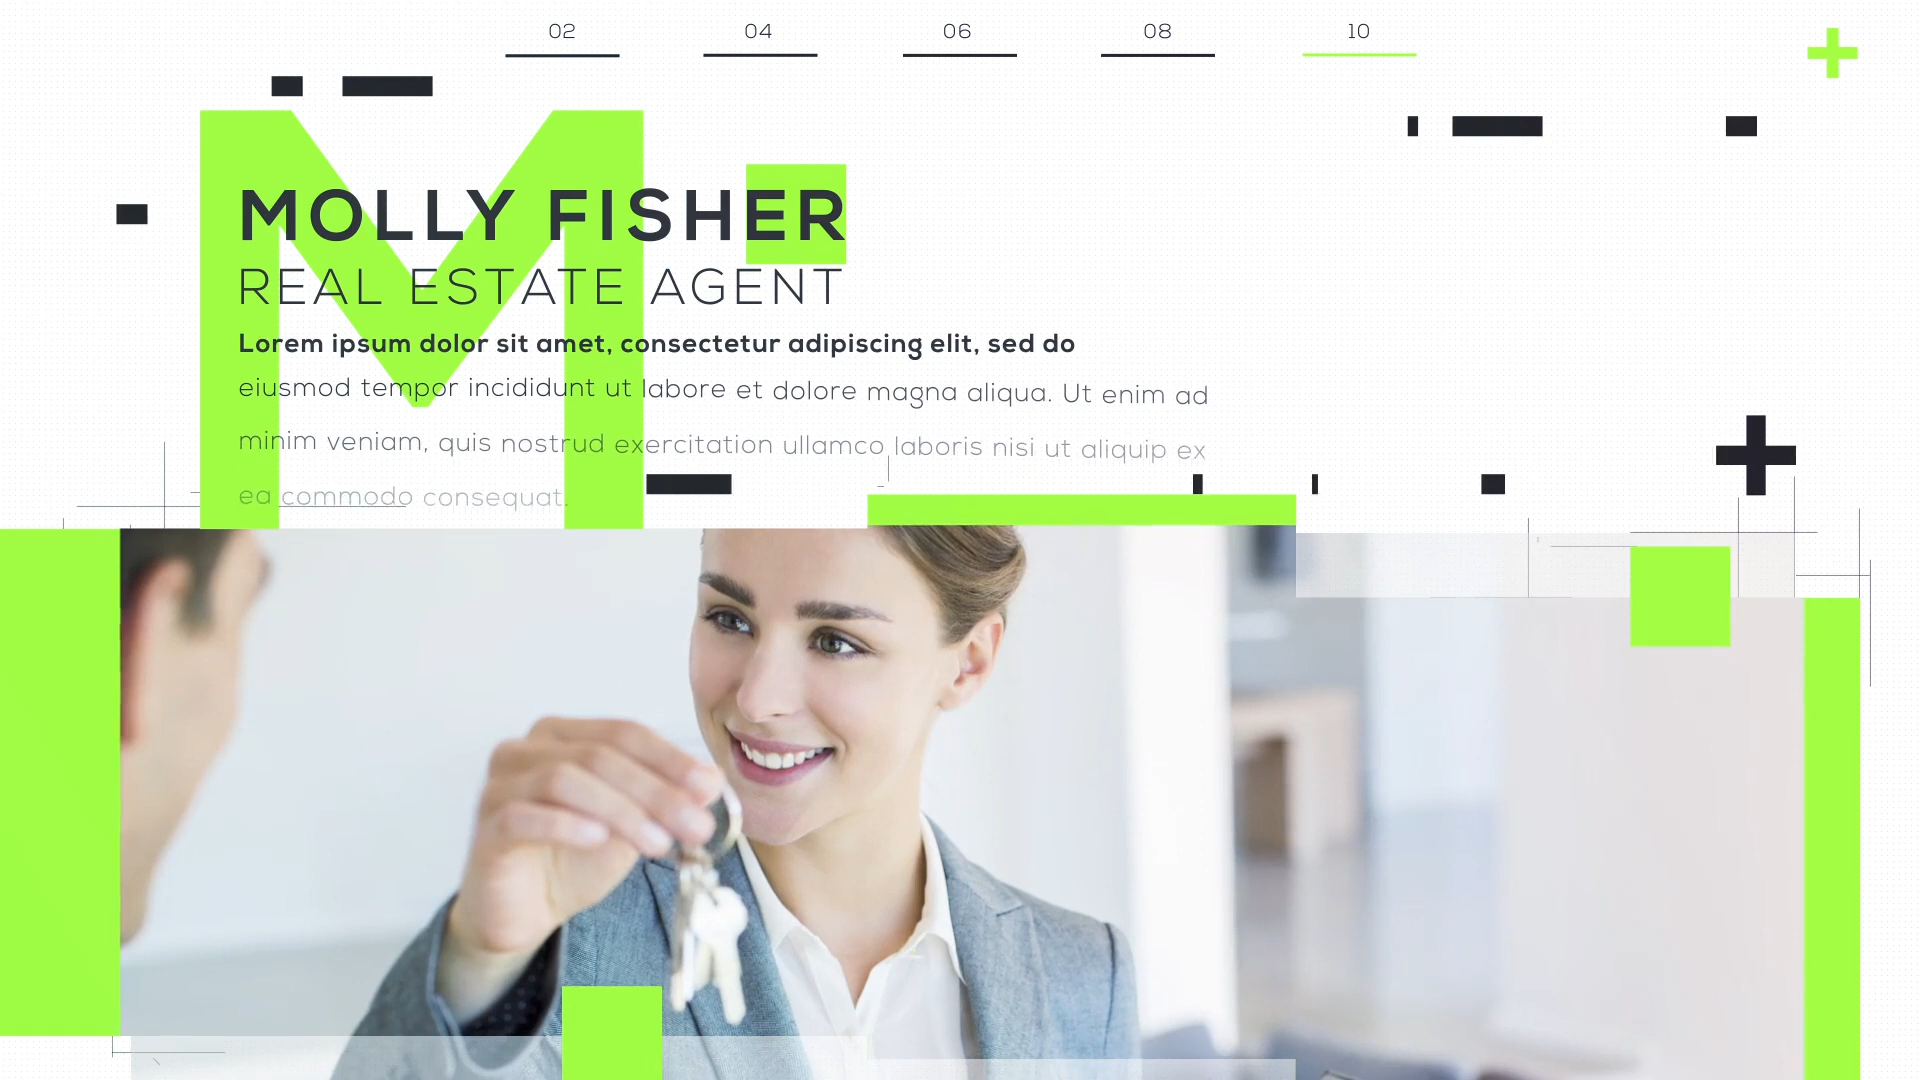 02 04 06 08 10
M
MOLLY FISHER
REAL ESTATE AGENT
Lorem ipsum dolor sit amet, consectetur adipiscing elit, sed do
eiusmod tempor incididunt ut labore et dolore magna aliqua. Ut enim ad
minim veniam, quis nostrud exercitation ullamco laboris nisi ut aliquip ex
ea commodo consequat.